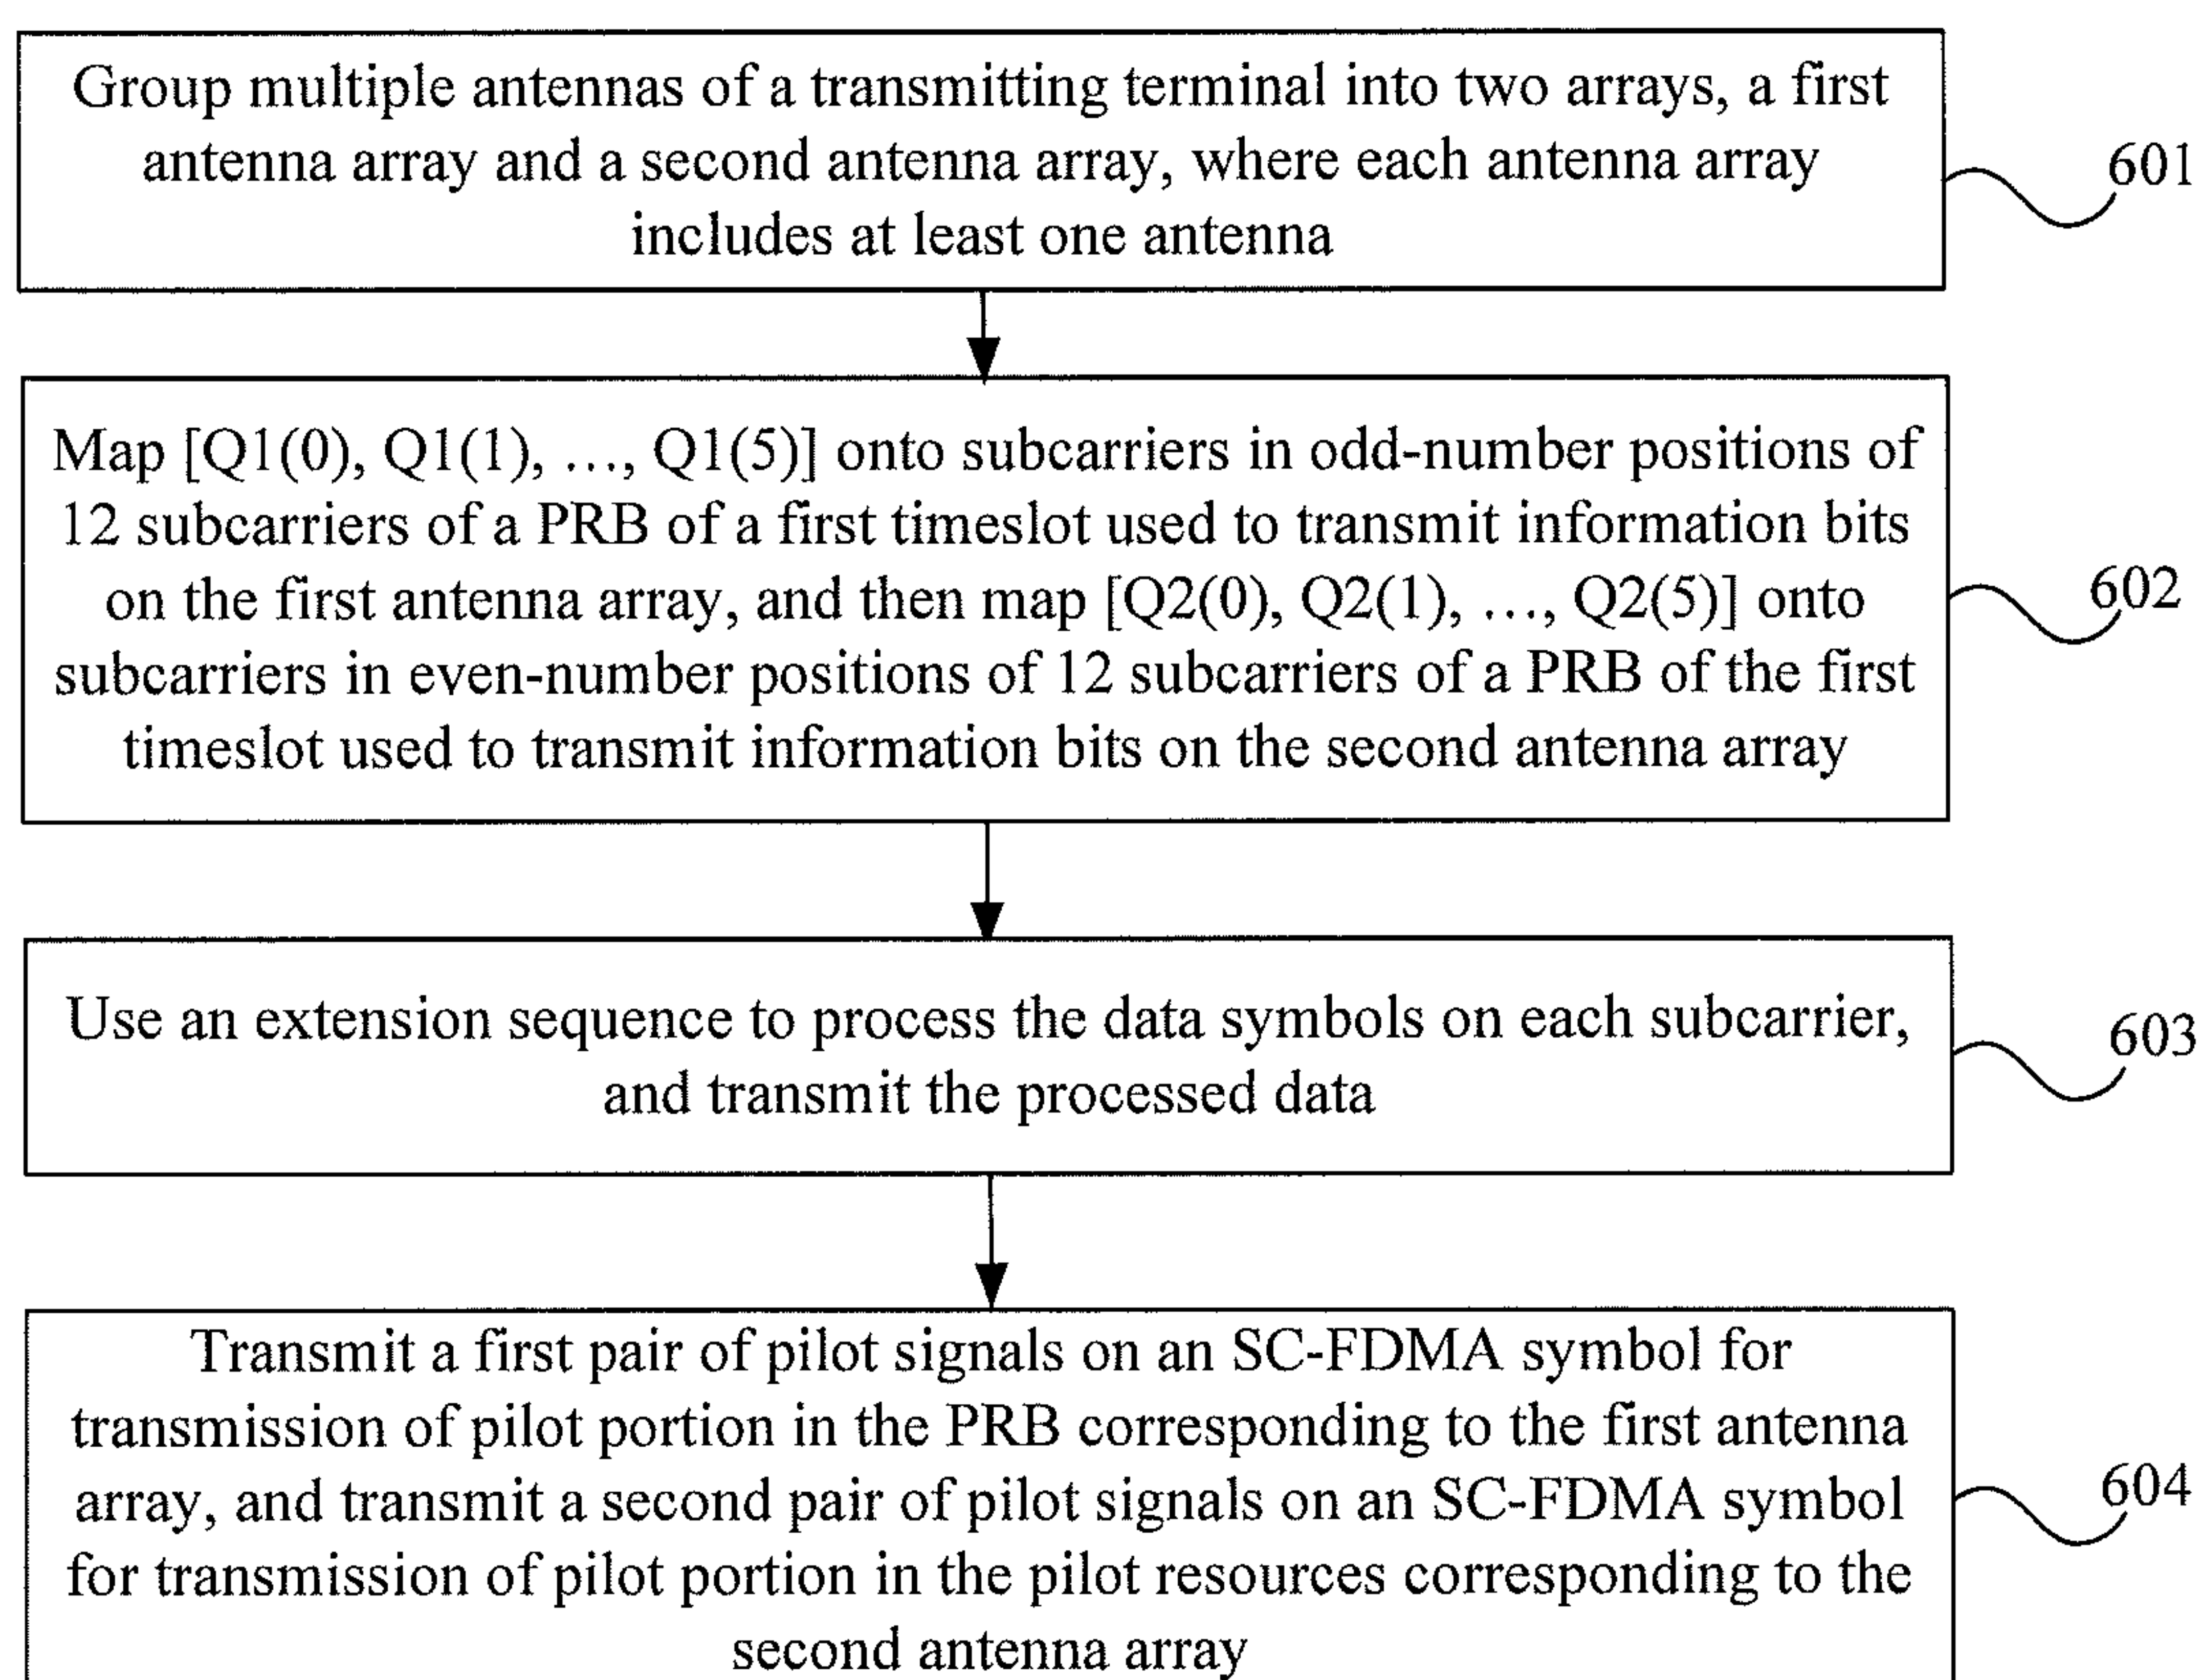 Group multiple antennas of a transmitting terminal into two arrays, a first
antenna array and a second antenna array, where each antenna array
includes at least one antenna
601
Map [Q1(0), Q1(1), ..., Q1(5)] onto subcarriers in odd-number positions of
12 subcarriers of a PRB of a first timeslot used to transmit information bits
on the first antenna array, and then map [Q2(0), Q2(1), ..., Q2(5)] onto
subcarriers in even-number positions of 12 subcarriers of a PRB of the first
timeslot used to transmit information bits on the second antenna array
602
Use an extension sequence to process the data symbols on each subcarrier,
and transmit the processed data
603
Transmit a first pair of pilot signals on an SC-FDMA symbol for
transmission of pilot portion in the PRB corresponding to the first antenna
array, and transmit a second pair of pilot signals on an SC-FDMA symbol
for transmission of pilot portion in the pilot resources corresponding to the
second antenna array
604